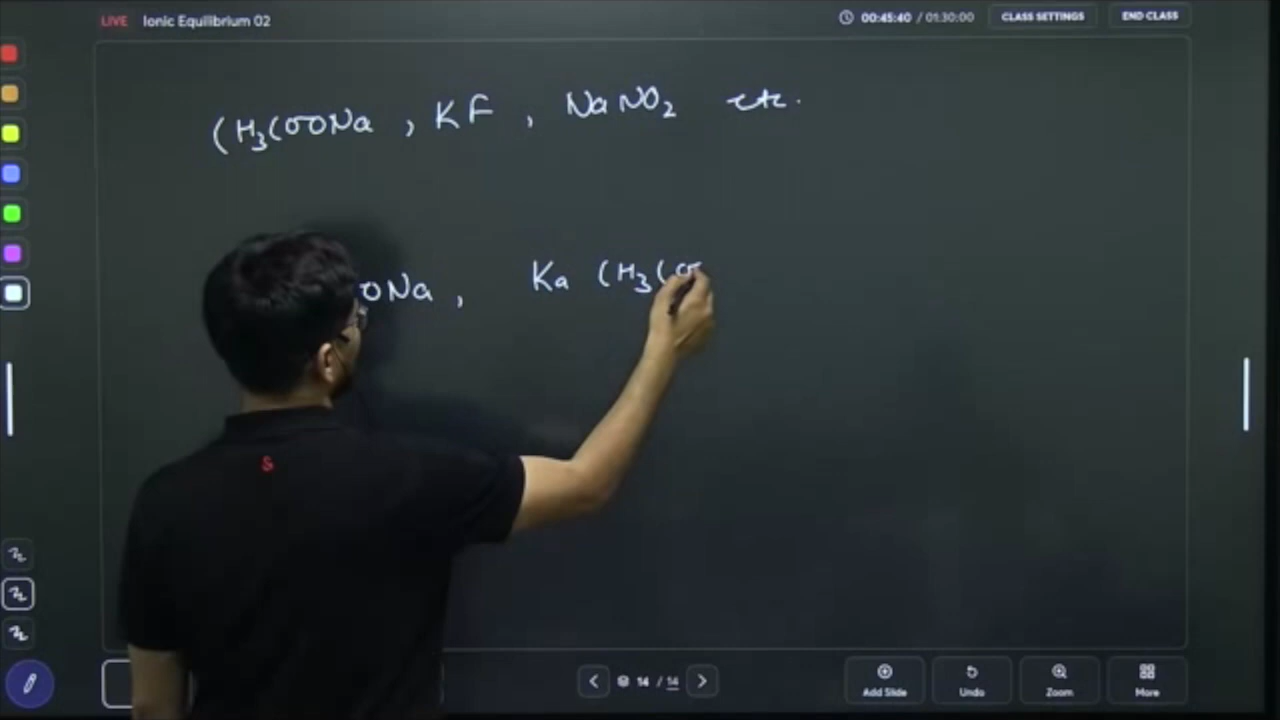 LIVE Ionic Equilibrium 02 00:45:40 / 01:30:00 CLASS SETTINGS END CLASS
CH3COONa , KF , NaNO2 etc.
OONa , Ka CH3CO
S
14 / 14 Add Slide Undo Zoom More